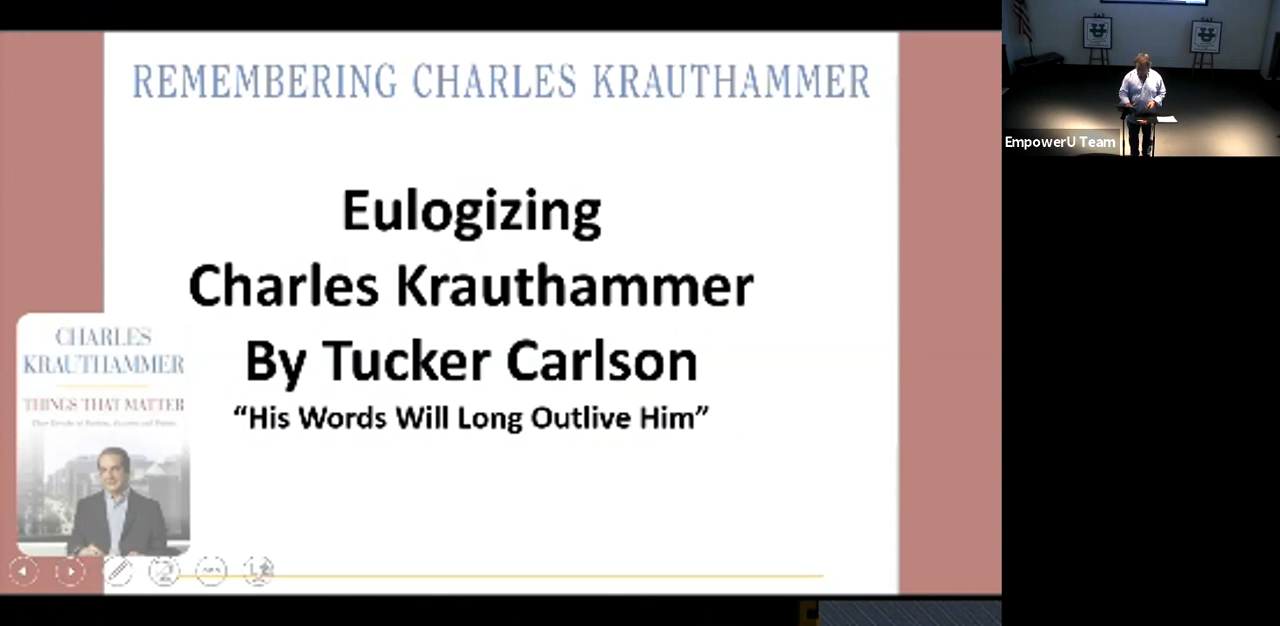 REMEMBERING CHARLES KRAUTHAMMER
Eulogizing
Charles Krauthammer
By Tucker Carlson
“His Words Will Long Outlive Him”
CHARLES
KRAUTHAMMER
THINGS THAT MATTER
EmpowerU Team